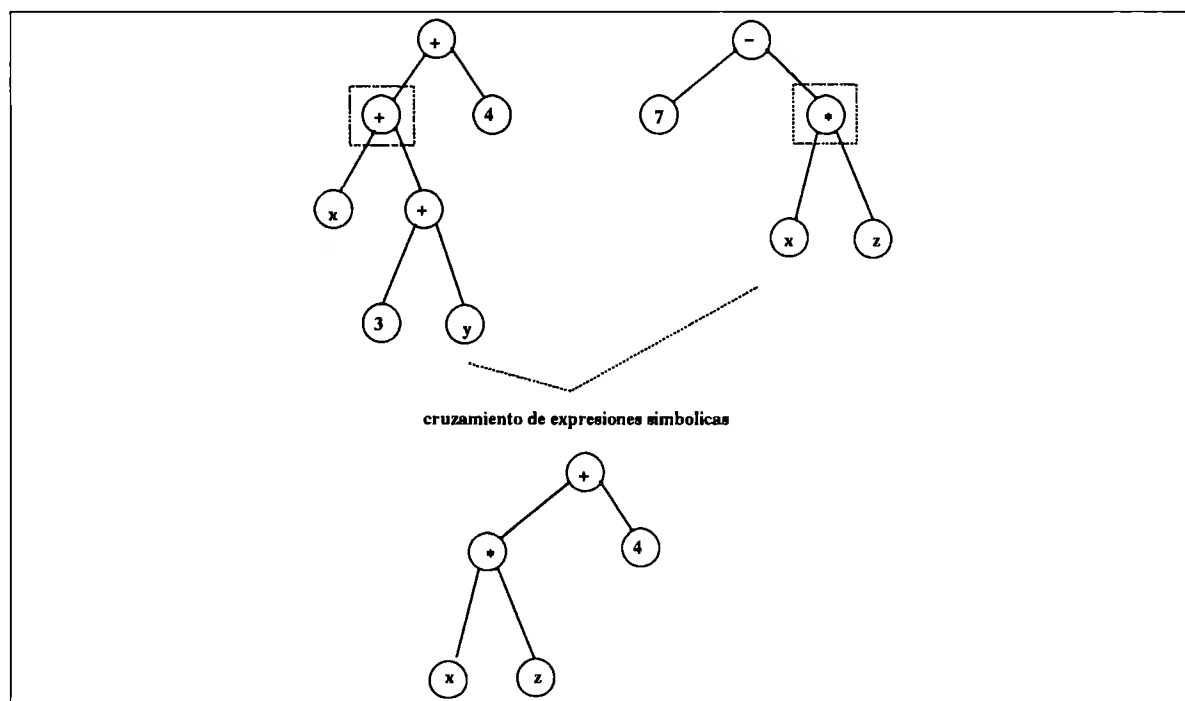 +
-
+
4
7
*
x
+
x
z
3
y
cruzamiento de expresiones simbolicas
+
*
4
x
z